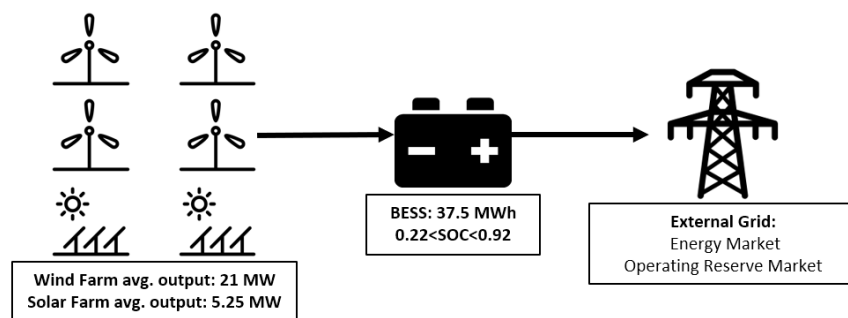 BESS: 37.5 MWh
0.22<SOC<0.92
External Grid:
Energy Market
Operating Reserve Market
Wind Farm avg. output: 21 MW
Solar Farm avg. output: 5.25 MW